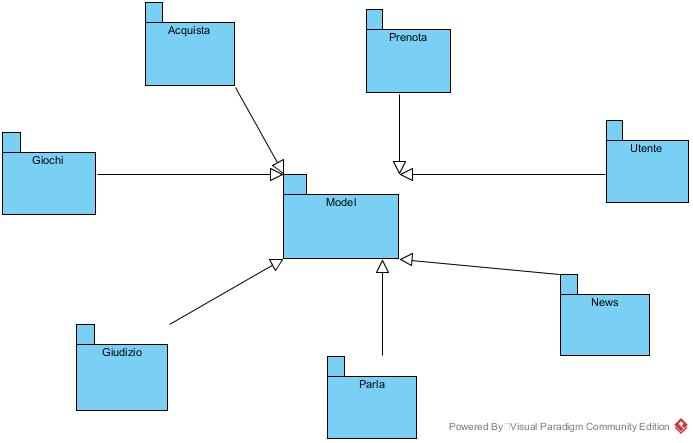 Acquista
Prenota
Giochi
Utente
Model
News
Giudizio
Parla
Powered By Visual Paradigm Community Edition